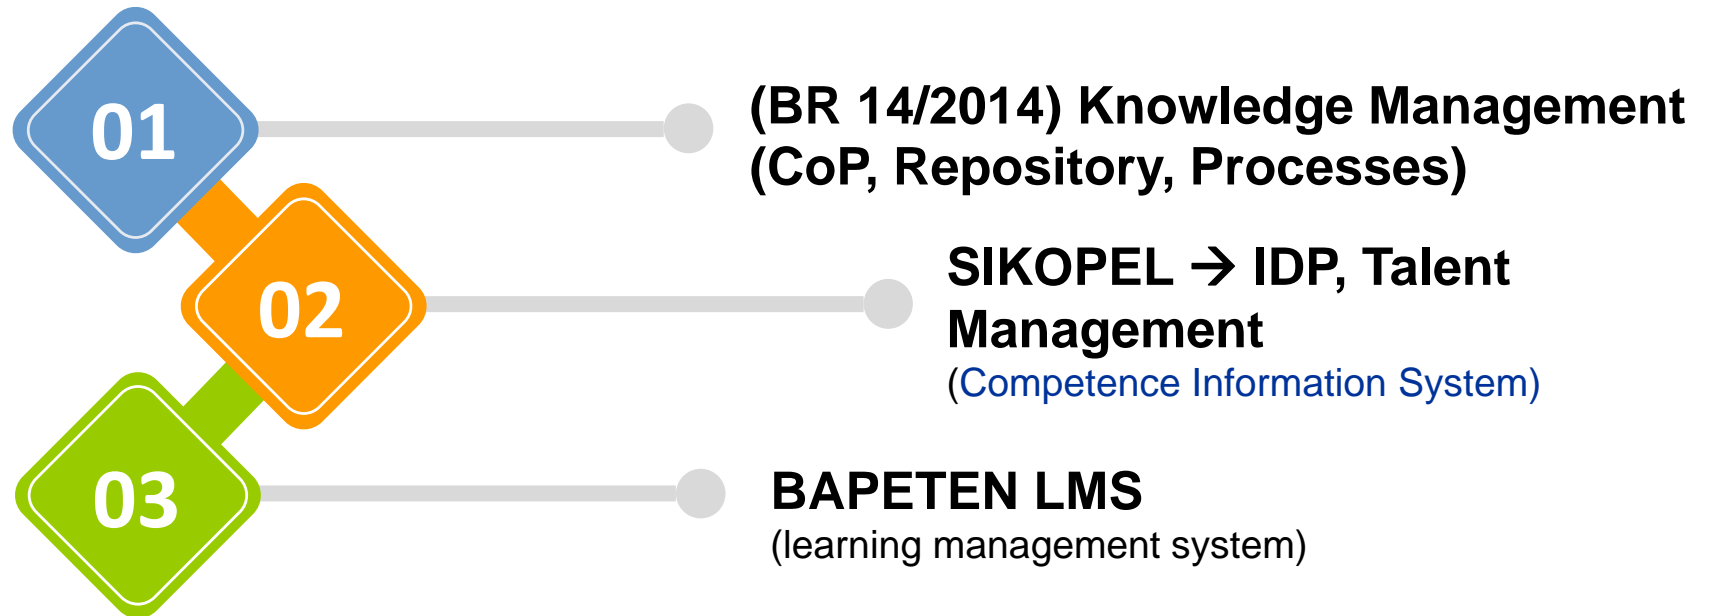 01
(BR 14/2014) Knowledge Management
(CoP, Repository, Processes)
02
SIKOPEL → IDP, Talent
Management
(Competence Information System)
03
BAPETEN LMS
(learning management system)